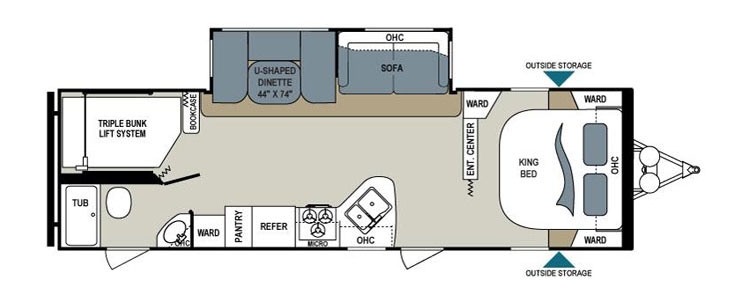 OHC
U-SHAPED
DINETTE
44" X 74"
SOFA
OUTSIDE STORAGE
TRIPLE BUNK
LIFT SYSTEM
BOOKCASE
WARD
WARD
ENT. CENTER
KING
BED
OHC
TUB
OHC
WARD
PANTRY
REFER
MICRO
OHC
WARD
OUTSIDE STORAGE